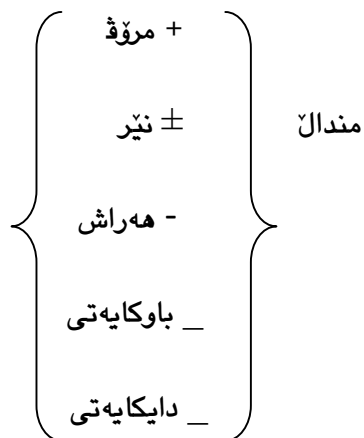 + مرۆڤ
منداڵ ± نێر
- هەراش
_ باوکایەتی
_ دایکایەتی